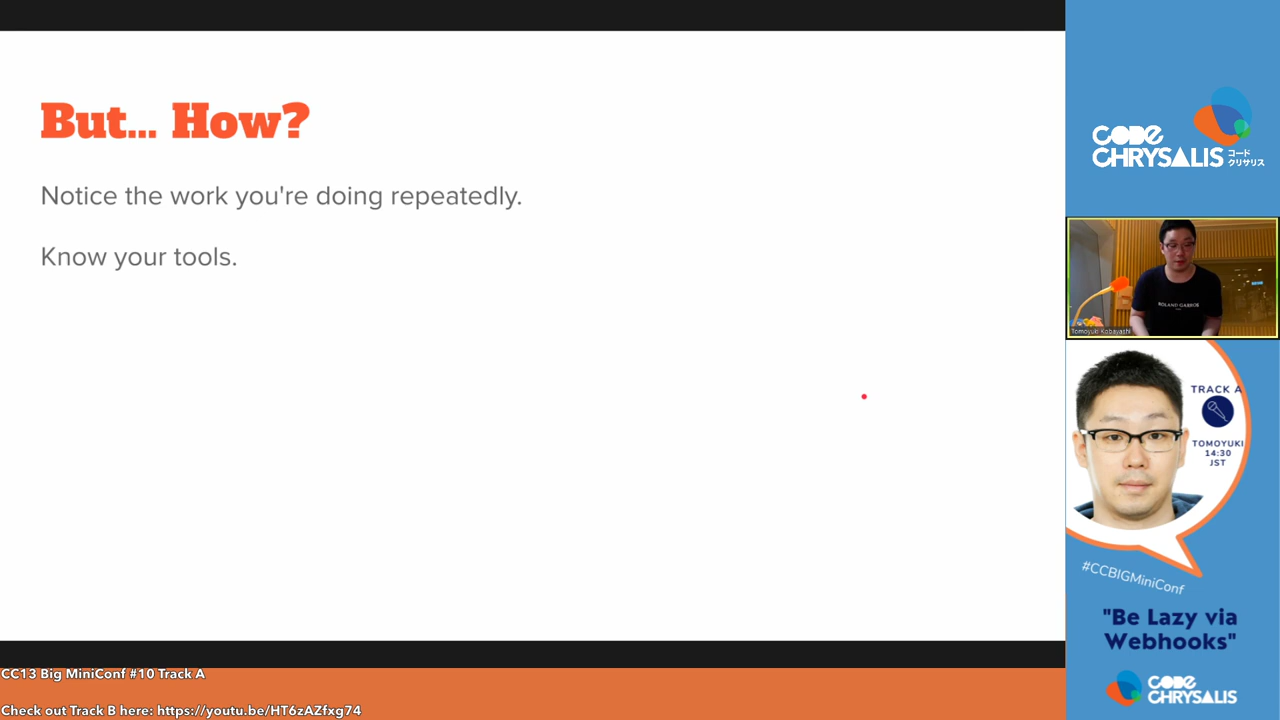 But... How?
Notice the work you're doing repeatedly.
Know your tools.
CODE
CHRYSALIS
コード
クリサリス
ROLAND GARROS
Tomoyuki Kobayashi
TRACK A
TOMOYUKI
14:30
JST
#CCBIGMiniConf
"Be Lazy via
Webhooks"
CODE
CHRYSALIS
CC13 Big MiniConf #10 Track A
Check out Track B here: https://youtu.be/HT6zAZfxg74